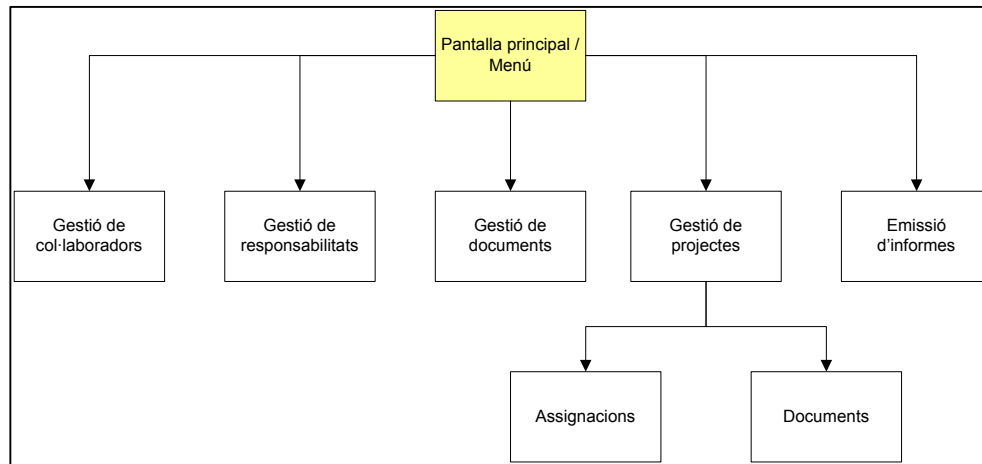 Pantalla principal /
Menú
Gestió de
col·laboradors
Gestió de
responsabilitats
Gestió de
documents
Gestió de
projectes
Emissió
d’informes
Assignacions
Documents